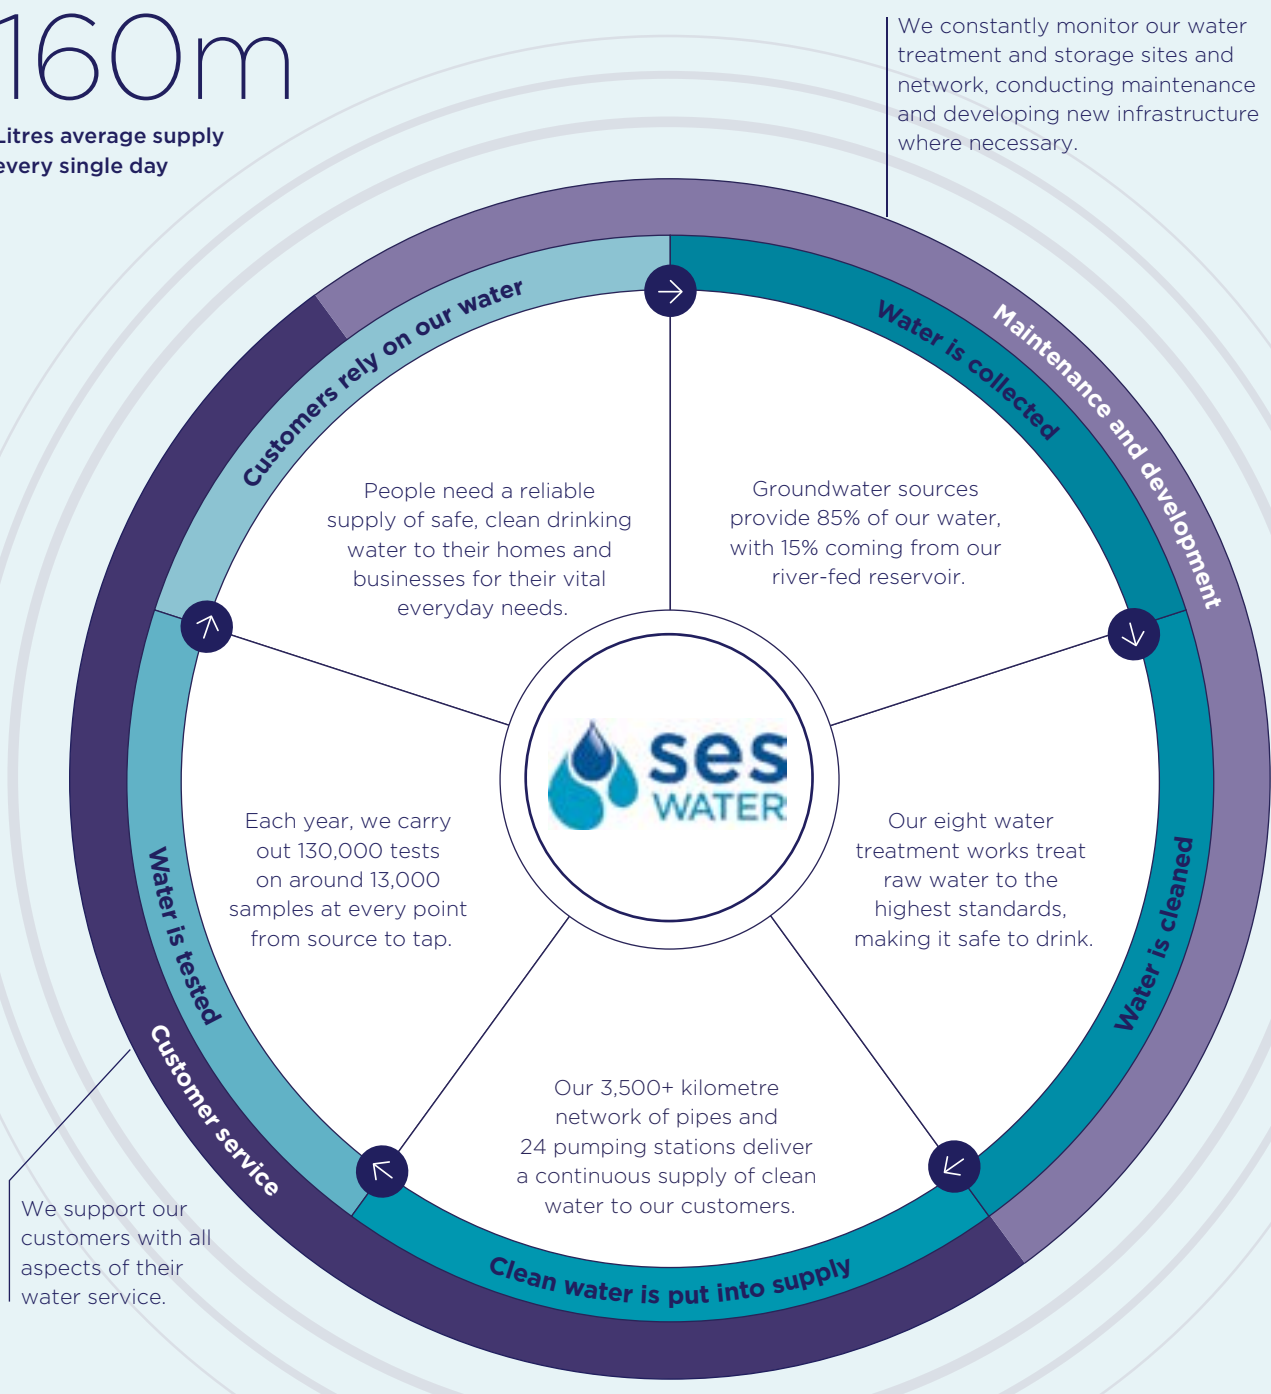 160m
Litres average supply
every single day
We constantly monitor our water
treatment and storage sites and
network, conducting maintenance
and developing new infrastructure
where necessary.
Maintenance and development
Water is collected
Groundwater sources
provide 85% of our water,
with 15% coming from our
river-fed reservoir.
Water is cleaned
Our eight water
treatment works treat
raw water to the
highest standards,
making it safe to drink.
Clean water is put into supply
Our 3,500+ kilometre
network of pipes and
24 pumping stations deliver
a continuous supply of clean
water to our customers.
Water is tested
Each year, we carry
out 130,000 tests
on around 13,000
samples at every point
from source to tap.
Customers rely on our water
People need a reliable
supply of safe, clean drinking
water to their homes and
businesses for their vital
everyday needs.
ses
WATER
Customer service
We support our
customers with all
aspects of their
water service.